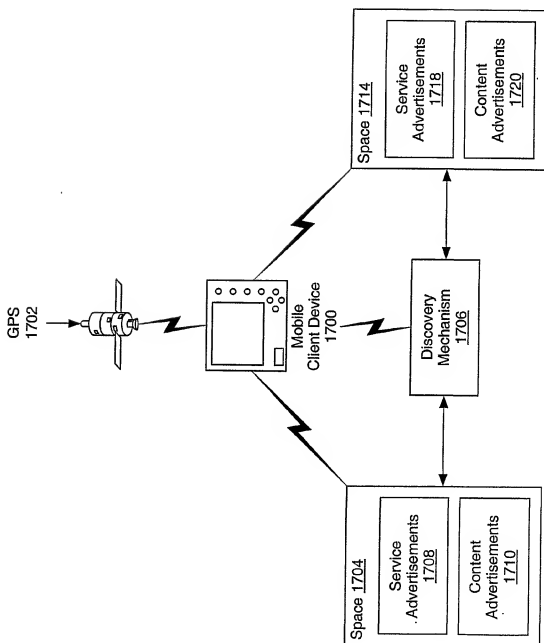 GPS
1702
Mobile
Client Device
1700
Space 1704
Service
Advertisements
1708
Content
Advertisements
1710
Discovery
Mechanism
1706
Space 1714
Service
Advertisements
1718
Content
Advertisements
1720